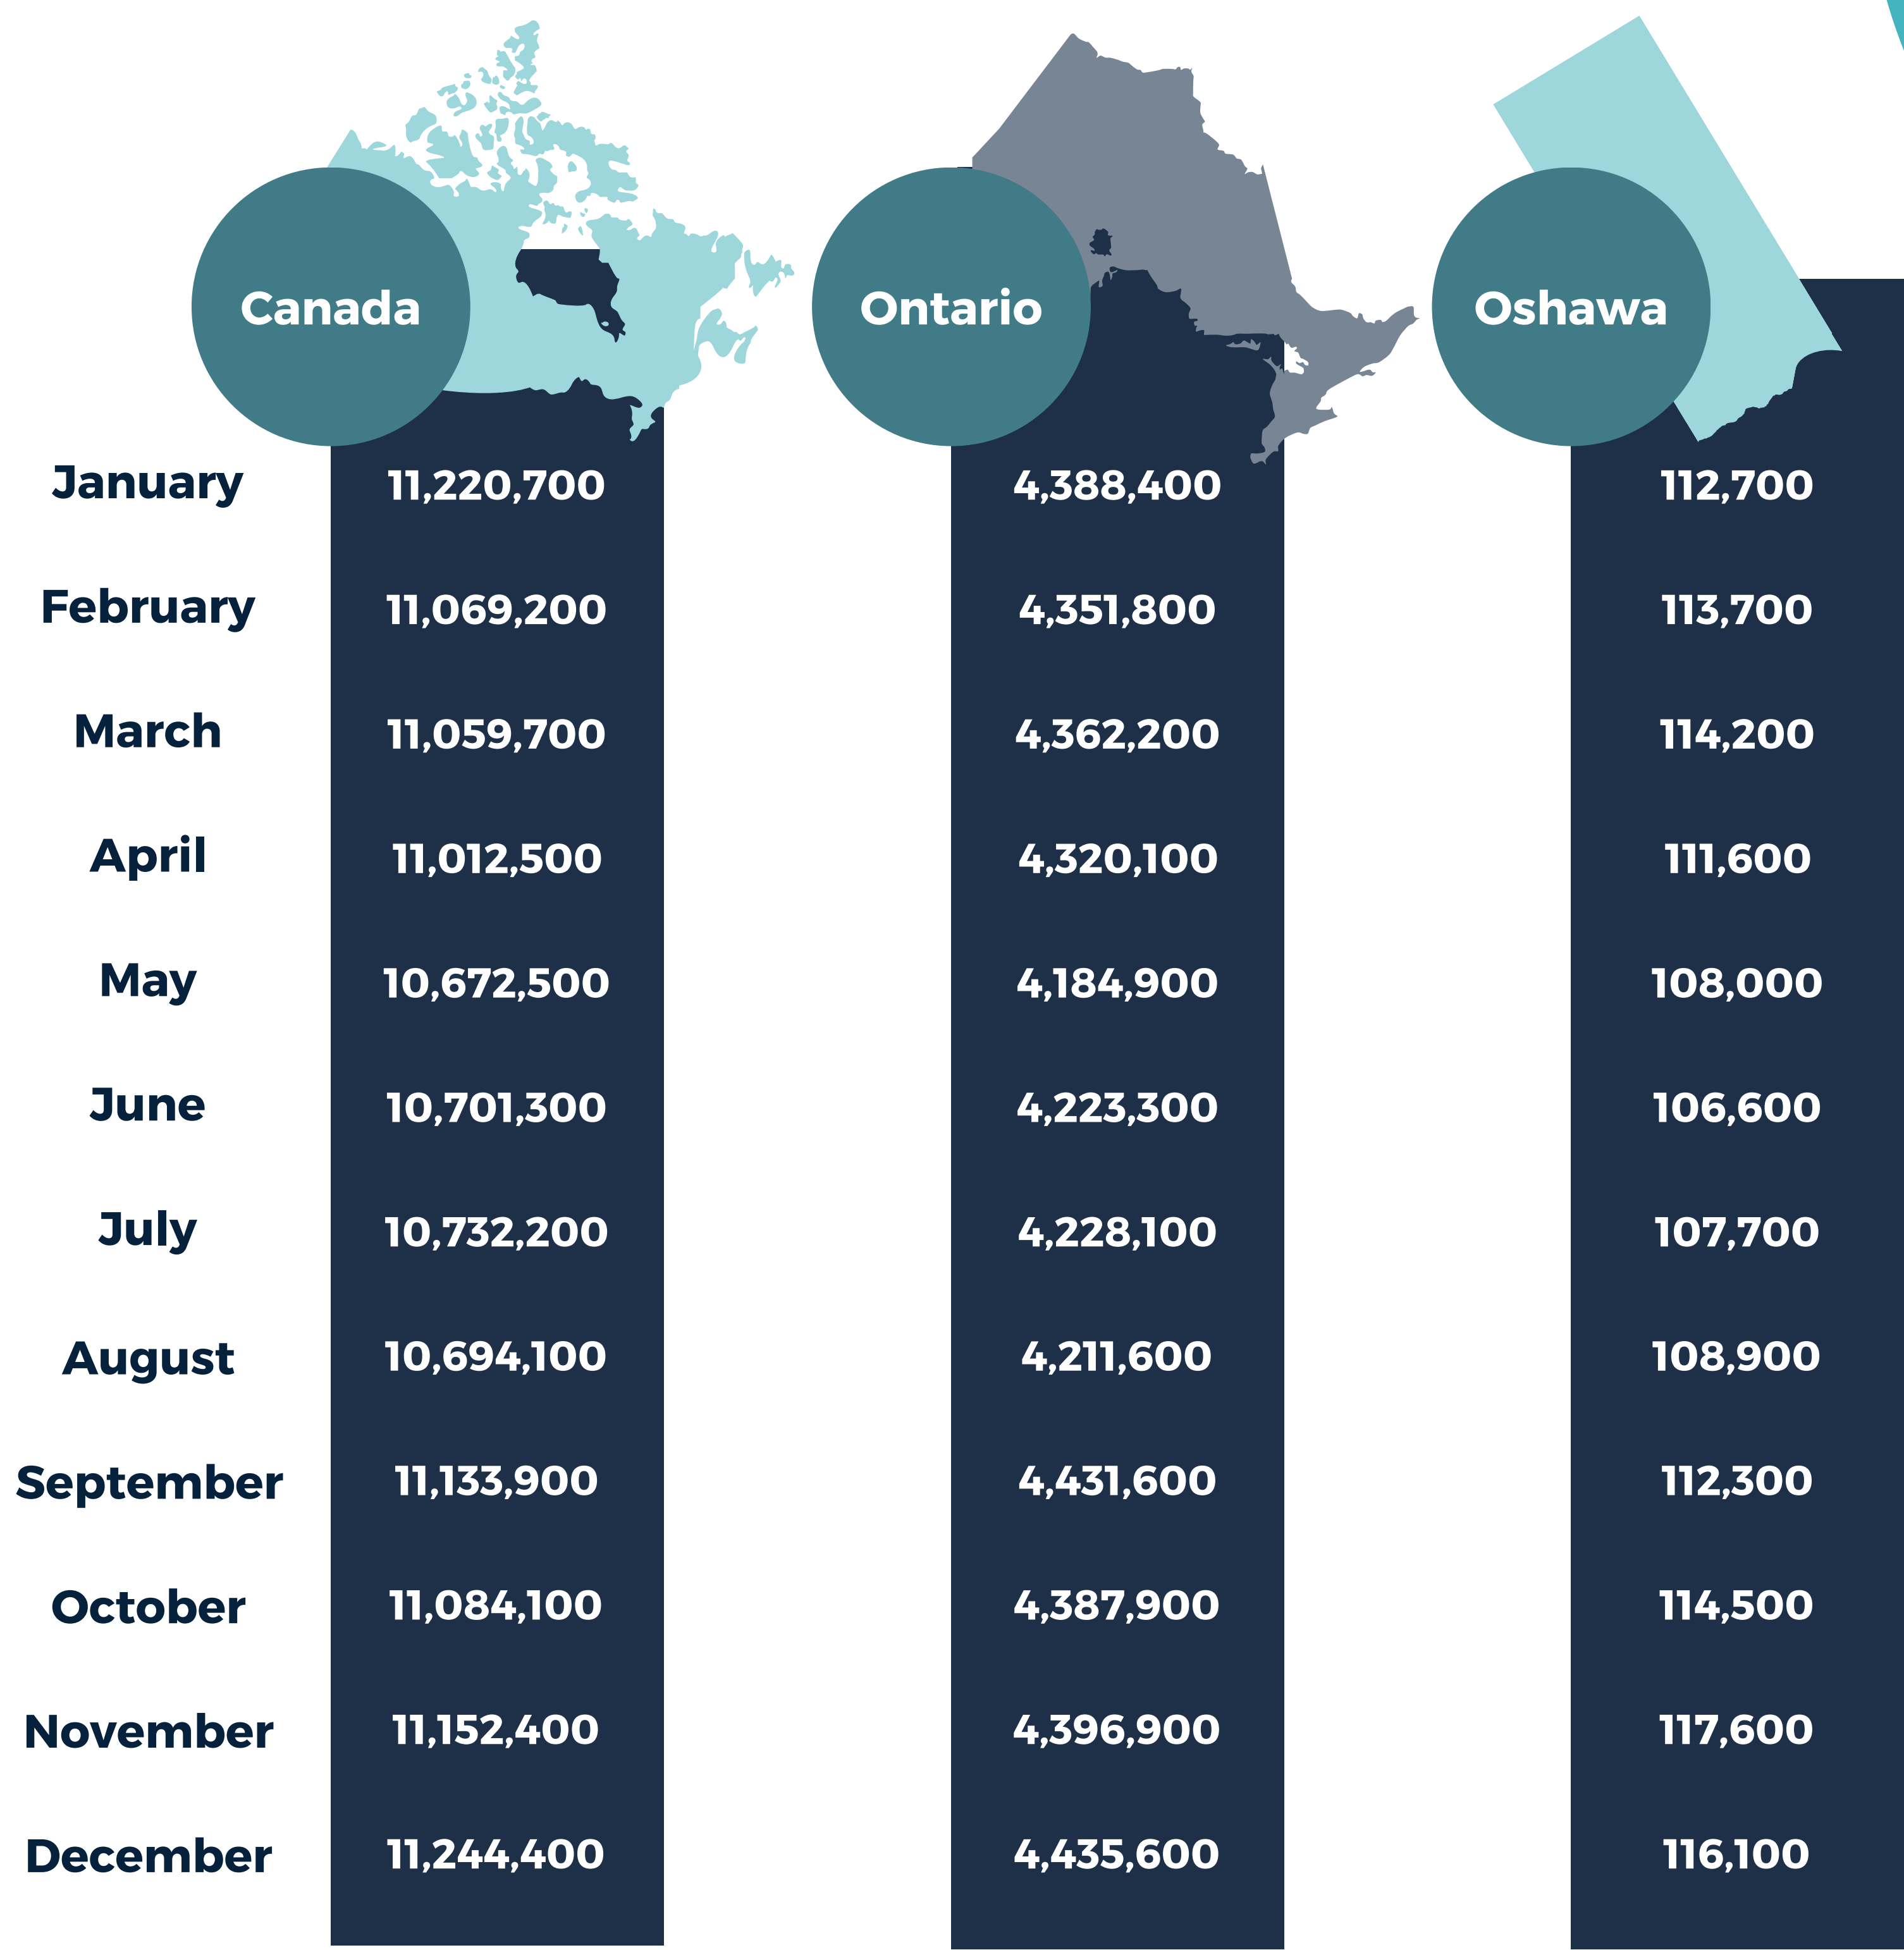 Canada Ontario Oshawa
January 11,220,700 4,388,400 112,700
February 11,069,200 4,351,800 113,700
March 11,059,700 4,362,200 114,200
April 11,012,500 4,320,100 111,600
May 10,672,500 4,184,900 108,000
June 10,701,300 4,223,300 106,600
July 10,732,200 4,228,100 107,700
August 10,694,100 4,211,600 108,900
September 11,133,900 4,431,600 112,300
October 11,084,100 4,387,900 114,500
November 11,152,400 4,396,900 117,600
December 11,244,400 4,435,600 116,100